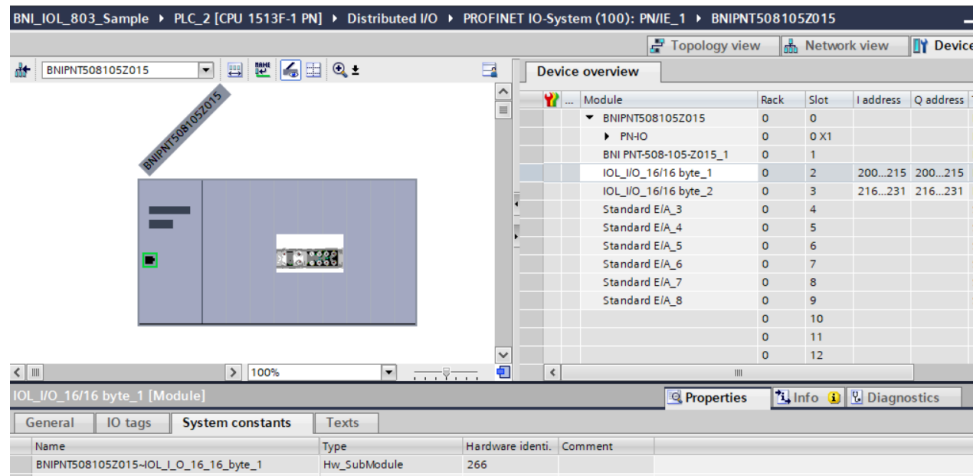 BNI_IOL_803_Sample ▸ PLC_2 [CPU 1513F-1 PN] ▸ Distributed I/O ▸ PROFINET IO-System (100): PN/IE_1 ▸ BNIPNT508105Z015
Topology view Network view Device
BNIPNT508105Z015
Device overview
... Module Rack Slot I address Q address
BNIPNT508105Z015 0 0
PN-IO 0 0 X1
BNI PNT-508-105-Z015_1 0 1
IOL_I/O_16/16 byte_1 0 2 200...215 200...215
IOL_I/O_16/16 byte_2 0 3 216...231 216...231
Standard E/A_3 0 4
Standard E/A_4 0 5
Standard E/A_5 0 6
Standard E/A_6 0 7
Standard E/A_7 0 8
Standard E/A_8 0 9
0 10
0 11
0 12
BNIPNT508105Z015
100%
IOL_I/O_16/16 byte_1 [Module]
Properties Info Diagnostics
General IO tags System constants Texts
Name Type Hardware identi. Comment
BNIPNT508105Z015~IOL_I_O_16_16_byte_1 Hw_SubModule 266